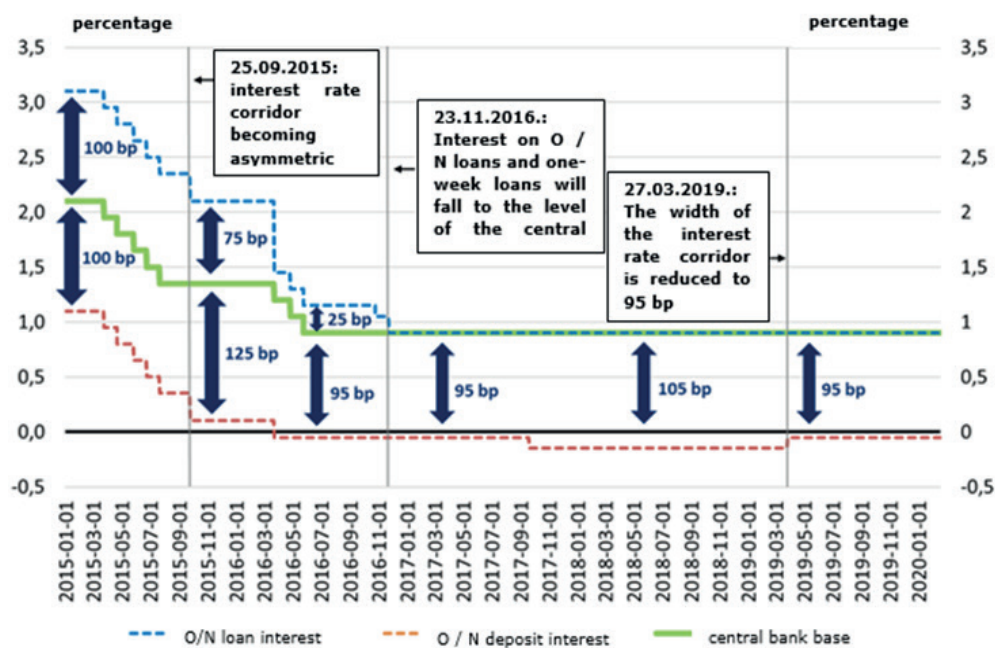 percentage
percentage
3,5
3,0
2,5
2,0
1,5
1,0
0,5
0,0
-0,5
3,5
3
2,5
2
1,5
1
0,5
0
-0,5
25.09.2015:
interest rate
corridor
becoming
asymmetric
23.11.2016.:
Interest on O /
N loans and one-
week loans will
fall to the level
of the central
27.03.2019.:
The width of
the interest
rate corridor
is reduced to
95 bp
100 bp
100 bp
75 bp
125 bp
25 bp
95 bp
95 bp
105 bp
95 bp
2015-01-01
2015-03-01
2015-05-01
2015-07-01
2015-09-01
2015-11-01
2016-01-01
2016-03-01
2016-05-01
2016-07-01
2016-09-01
2016-11-01
2017-01-01
2017-03-01
2017-05-01
2017-07-01
2017-09-01
2017-11-01
2018-01-01
2018-03-01
2018-05-01
2018-07-01
2018-09-01
2018-11-01
2019-01-01
2019-03-01
2019-05-01
2019-07-01
2019-09-01
2019-11-01
2020-01-01
O/N loan interest
O / N deposit interest
central bank base